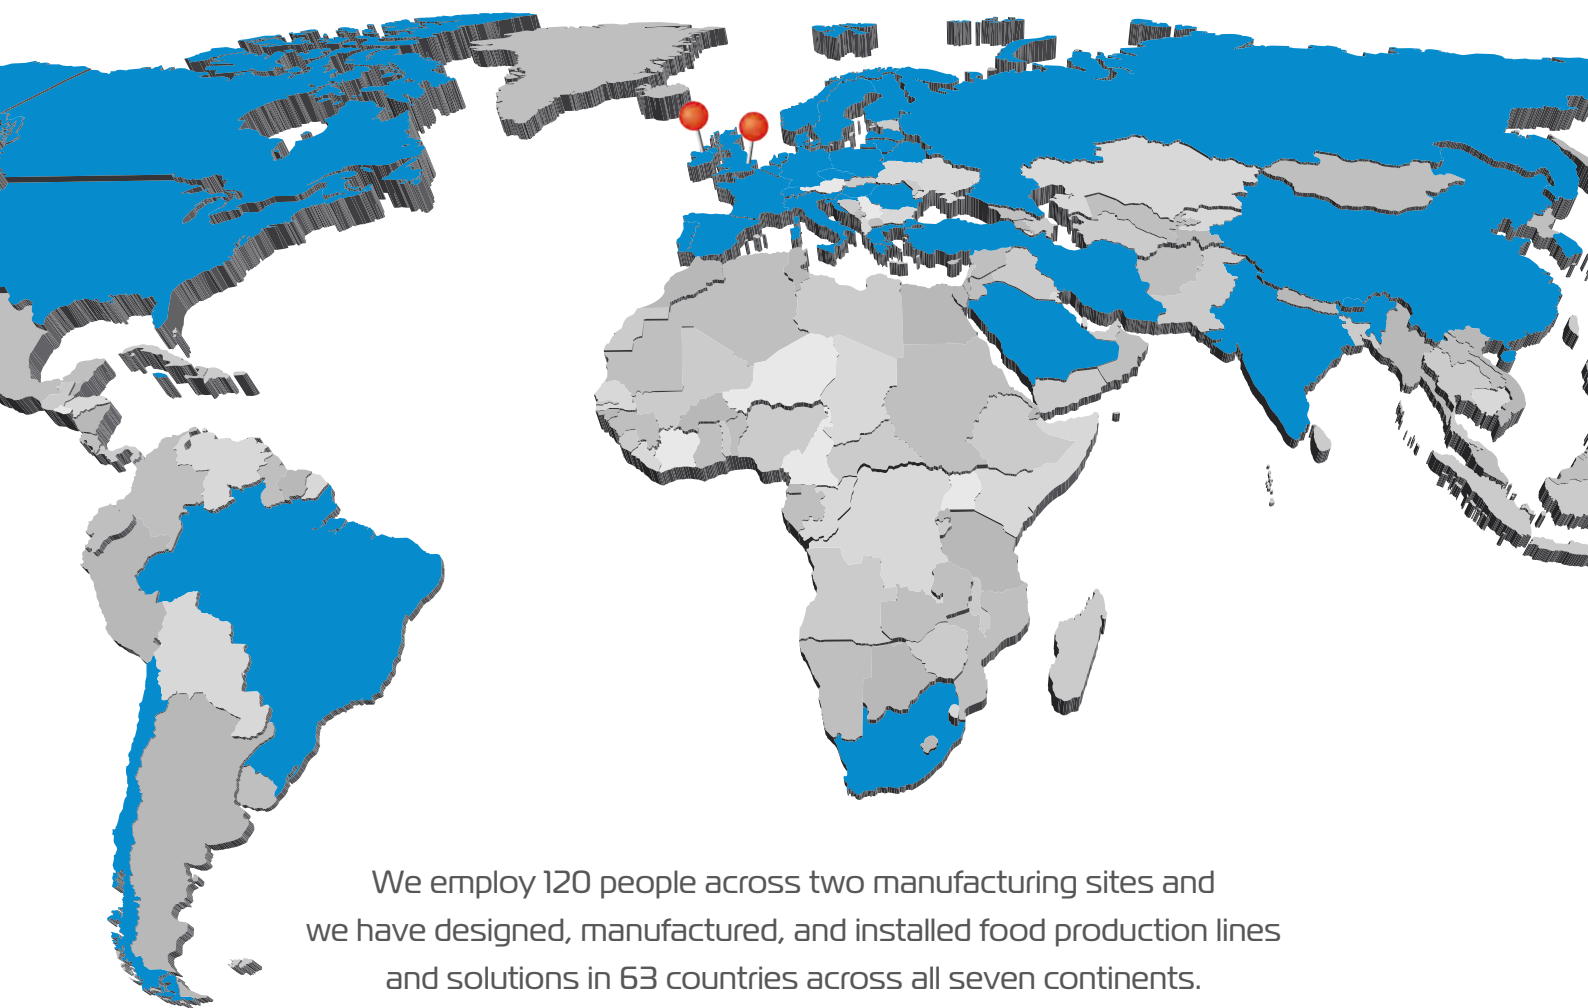 We employ 120 people across two manufacturing sites and
we have designed, manufactured, and installed food production lines
and solutions in 63 countries across all seven continents.